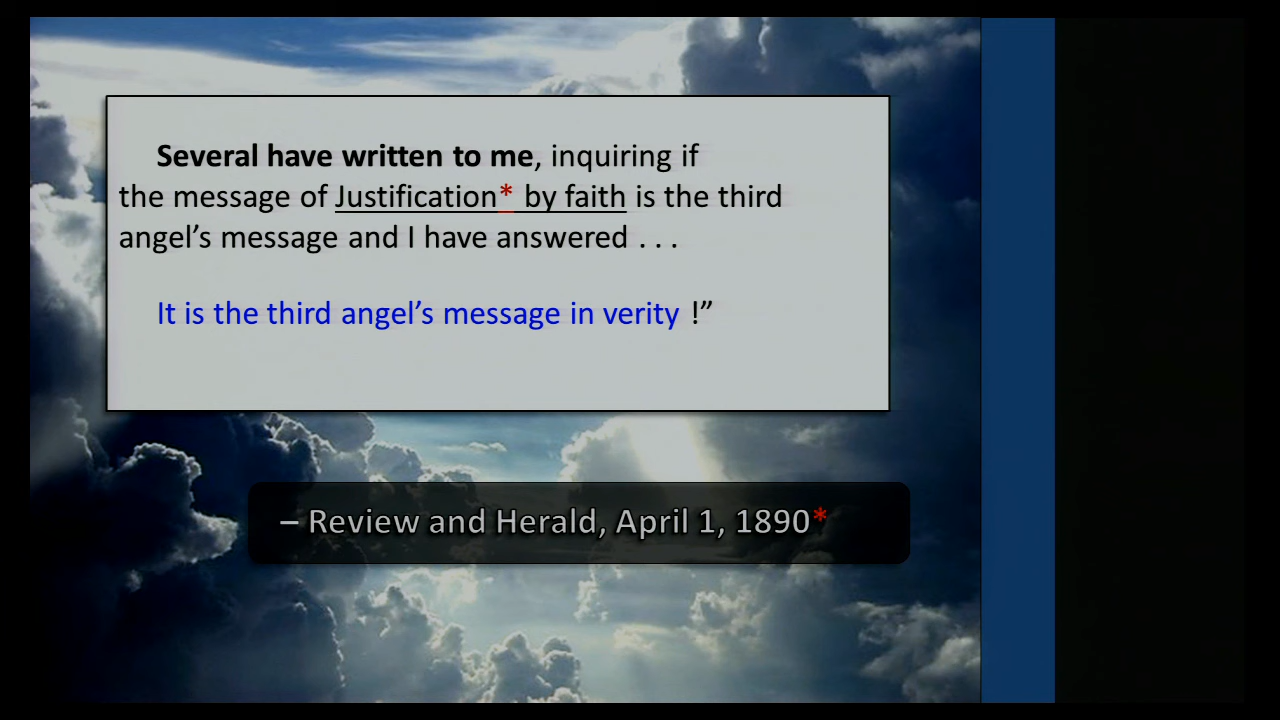 Several have written to me, inquiring if
the message of Justification* by faith is the third
angel’s message and I have answered . . .
It is the third angel’s message in verity !”
– Review and Herald, April 1, 1890*